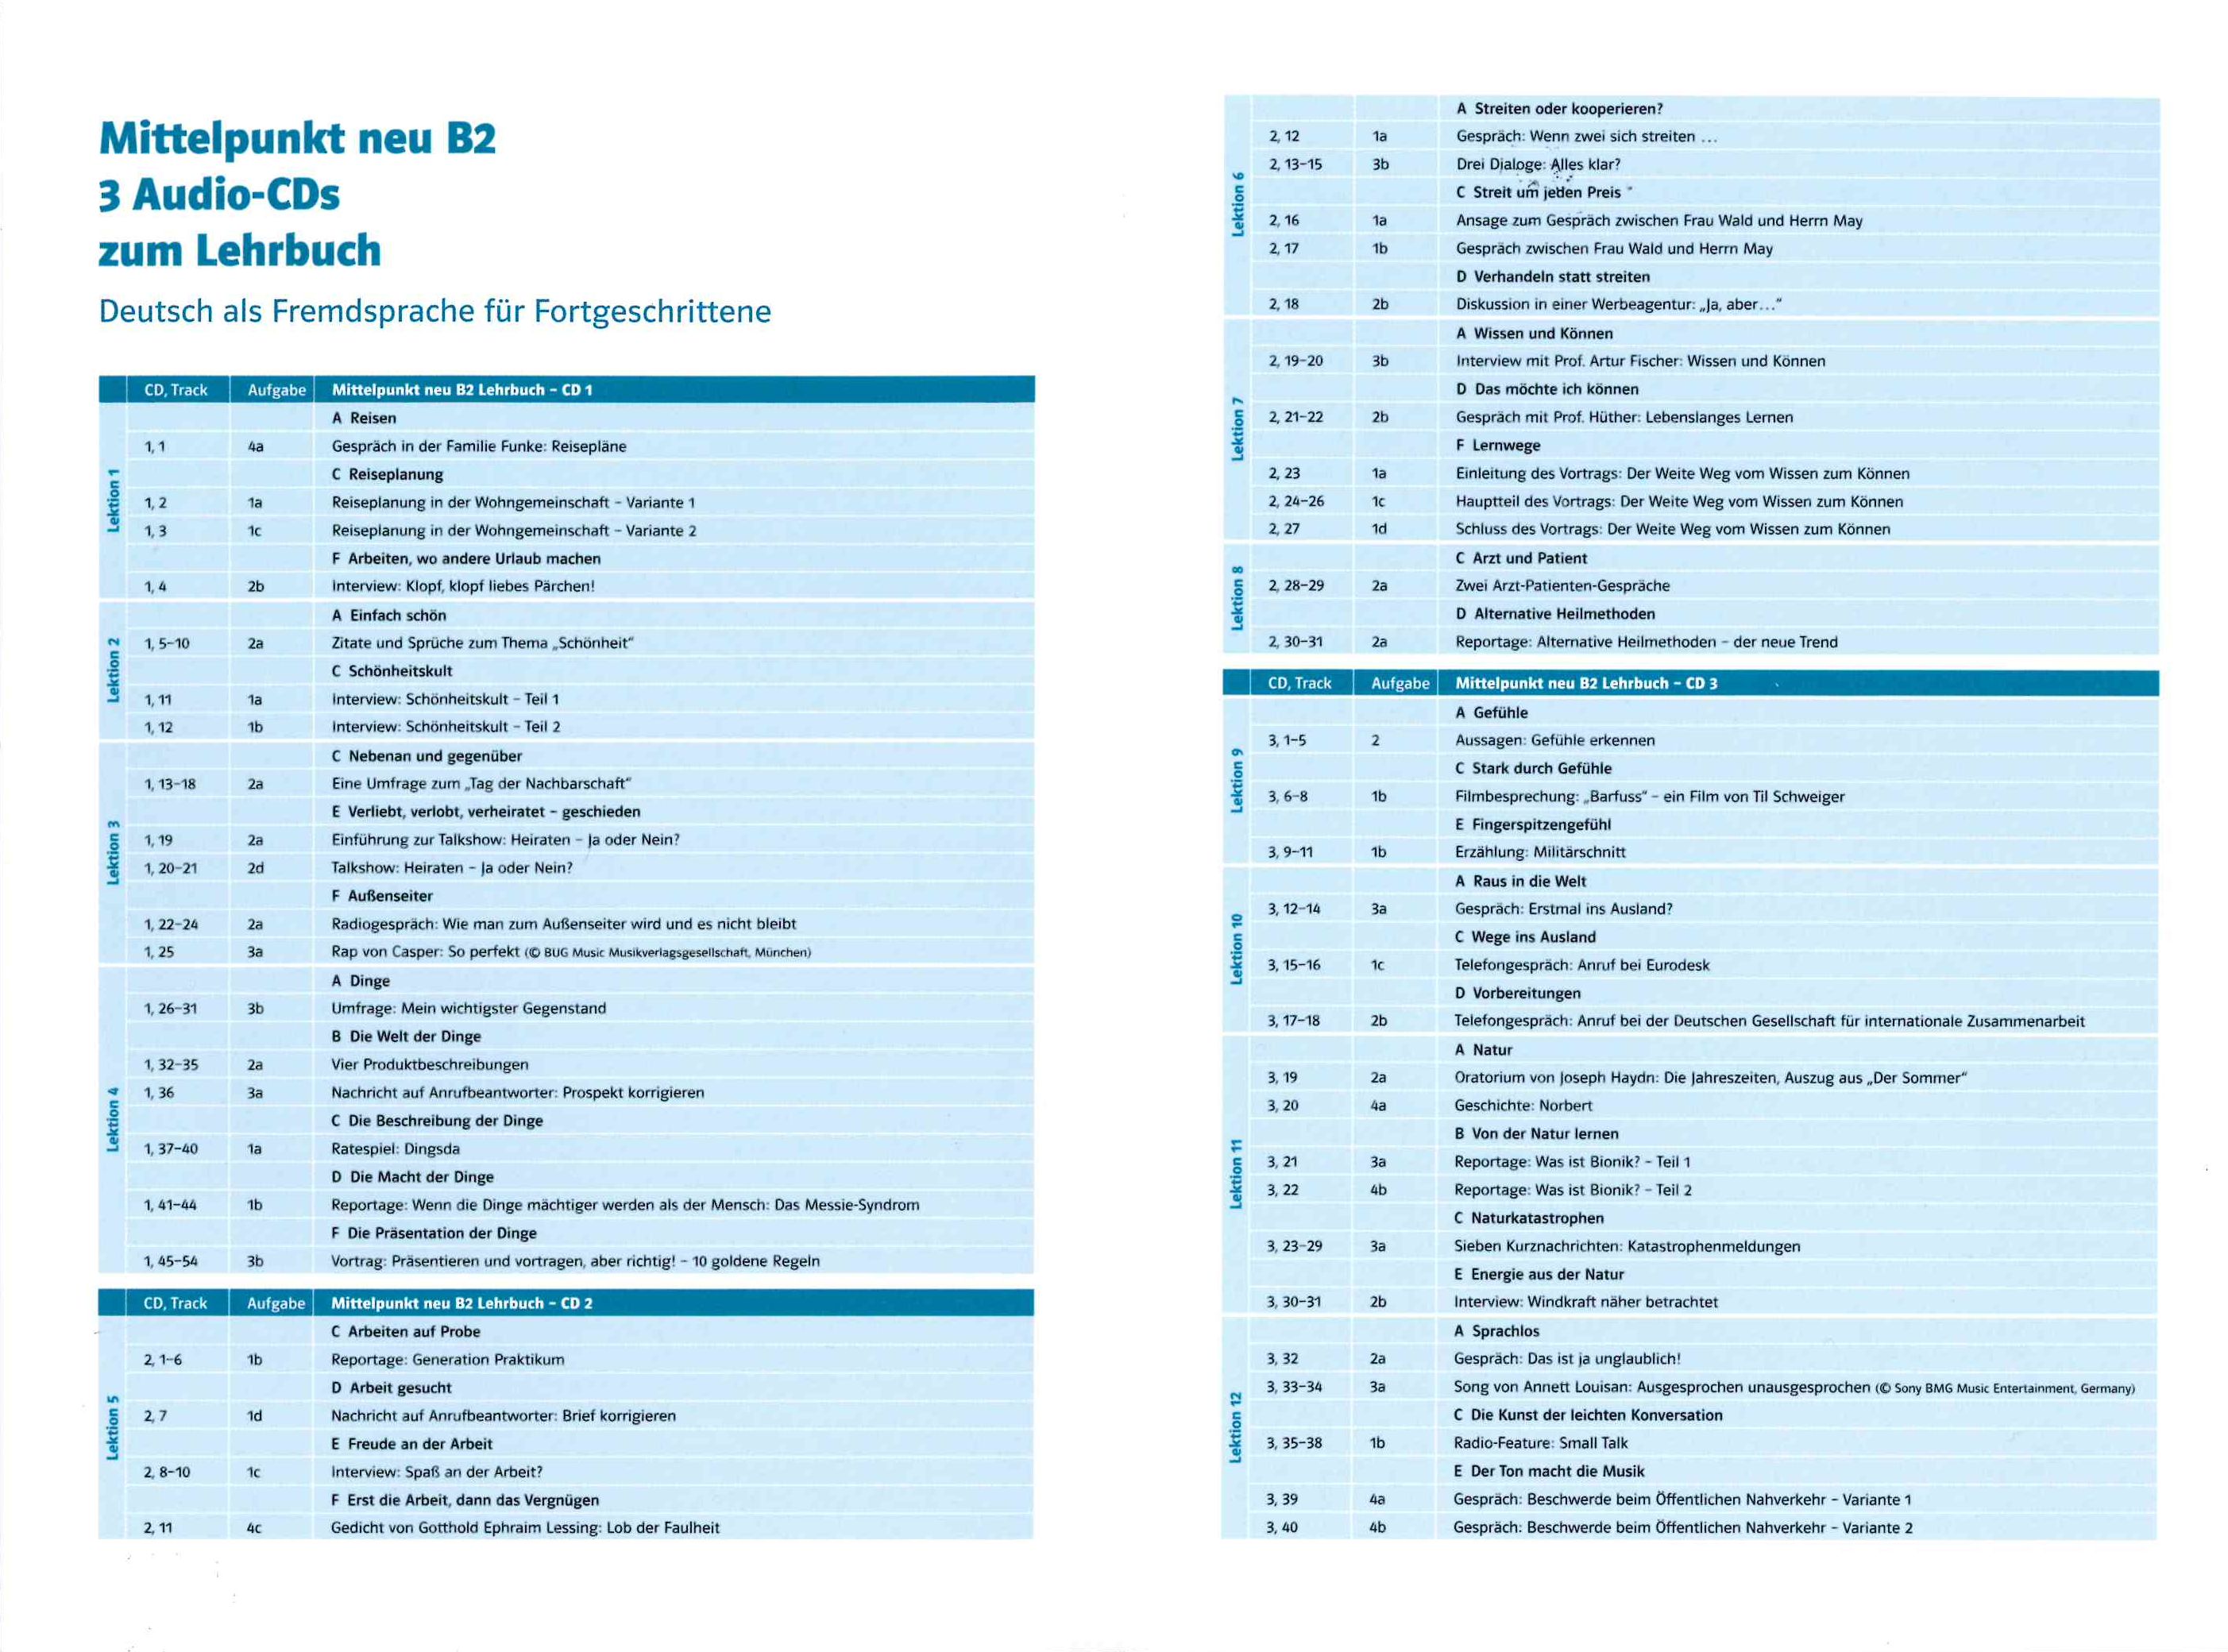 Mittelpunkt neu B2
3 Audio-CDs
zum Lehrbuch
Deutsch als Fremdsprache für Fortgeschrittene
CD, Track Aufgabe Mittelpunkt neu B2 Lehrbuch – CD 1
Lektion 1
A Reisen
1, 1 4a Gespräch in der Familie Funke: Reisepläne
C Reiseplanung
1, 2 1a Reiseplanung in der Wohngemeinschaft – Variante 1
1, 3 1c Reiseplanung in der Wohngemeinschaft – Variante 2
F Arbeiten, wo andere Urlaub machen
1, 4 2b Interview: Klopf, klopf liebes Pärchen!
Lektion 2
A Einfach schön
1, 5–10 2a Zitate und Sprüche zum Thema „Schönheit“
C Schönheitskult
1, 11 1a Interview: Schönheitskult – Teil 1
1, 12 1b Interview: Schönheitskult – Teil 2
Lektion 3
C Nebenan und gegenüber
1, 13–18 2a Eine Umfrage zum „Tag der Nachbarschaft“
E Verliebt, verlobt, verheiratet – geschieden
1, 19 2a Einführung zur Talkshow: Heiraten – Ja oder Nein?
1, 20–21 2d Talkshow: Heiraten – Ja oder Nein?
F Außenseiter
1, 22–24 2a Radiogespräch: Wie man zum Außenseiter wird und es nicht bleibt
1, 25 3a Rap von Casper: So perfekt (© BUG Music Musikverlagsgesellschaft, München)
Lektion 4
A Dinge
1, 26–31 3b Umfrage: Mein wichtigster Gegenstand
B Die Welt der Dinge
1, 32–35 2a Vier Produktbeschreibungen
1, 36 3a Nachricht auf Anrufbeantworter: Prospekt korrigieren
C Die Beschreibung der Dinge
1, 37–40 1a Ratespiel: Dingsda
D Die Macht der Dinge
1, 41–44 1b Reportage: Wenn die Dinge mächtiger werden als der Mensch: Das Messie-Syndrom
F Die Präsentation der Dinge
1, 45–54 3b Vortrag: Präsentieren und vortragen, aber richtig! – 10 goldene Regeln
CD, Track Aufgabe Mittelpunkt neu B2 Lehrbuch – CD 2
Lektion 5
C Arbeiten auf Probe
2, 1–6 1b Reportage: Generation Praktikum
D Arbeit gesucht
2, 7 1d Nachricht auf Anrufbeantworter: Brief korrigieren
E Freude an der Arbeit
2, 8–10 1c Interview: Spaß an der Arbeit?
F Erst die Arbeit, dann das Vergnügen
2, 11 4c Gedicht von Gotthold Ephraim Lessing: Lob der Faulheit
Lektion 6
A Streiten oder kooperieren?
2, 12 1a Gespräch: Wenn zwei sich streiten ...
2, 13–15 3b Drei Dialoge: Alles klar?
C Streit um jeden Preis
2, 16 1a Ansage zum Gespräch zwischen Frau Wald und Herrn May
2, 17 1b Gespräch zwischen Frau Wald und Herrn May
D Verhandeln statt streiten
2, 18 2b Diskussion in einer Werbeagentur: „Ja, aber...“
Lektion 7
A Wissen und Können
2, 19–20 3b Interview mit Prof. Artur Fischer: Wissen und Können
D Das möchte ich können
2, 21–22 2b Gespräch mit Prof. Hüther: Lebenslanges Lernen
F Lernwege
2, 23 1a Einleitung des Vortrags: Der Weite Weg vom Wissen zum Können
2, 24–26 1c Hauptteil des Vortrags: Der Weite Weg vom Wissen zum Können
2, 27 1d Schluss des Vortrags: Der Weite Weg vom Wissen zum Können
Lektion 8
C Arzt und Patient
2, 28–29 2a Zwei Arzt-Patienten-Gespräche
D Alternative Heilmethoden
2, 30–31 2a Reportage: Alternative Heilmethoden – der neue Trend
CD, Track Aufgabe Mittelpunkt neu B2 Lehrbuch – CD 3
Lektion 9
A Gefühle
3, 1–5 2 Aussagen: Gefühle erkennen
C Stark durch Gefühle
3, 6–8 1b Filmbesprechung: „Barfuss“ – ein Film von Til Schweiger
E Fingerspitzengefühl
3, 9–11 1b Erzählung: Militärschnitt
Lektion 10
A Raus in die Welt
3, 12–14 3a Gespräch: Erstmal ins Ausland?
C Wege ins Ausland
3, 15–16 1c Telefongespräch: Anruf bei Eurodesk
D Vorbereitungen
3, 17–18 2b Telefongespräch: Anruf bei der Deutschen Gesellschaft für internationale Zusammenarbeit
Lektion 11
A Natur
3, 19 2a Oratorium von Joseph Haydn: Die Jahreszeiten, Auszug aus „Der Sommer“
3, 20 4a Geschichte: Norbert
B Von der Natur lernen
3, 21 3a Reportage: Was ist Bionik? – Teil 1
3, 22 4b Reportage: Was ist Bionik? – Teil 2
C Naturkatastrophen
3, 23–29 3a Sieben Kurznachrichten: Katastrophenmeldungen
E Energie aus der Natur
3, 30–31 2b Interview: Windkraft näher betrachtet
Lektion 12
A Sprachlos
3, 32 2a Gespräch: Das ist ja unglaublich!
3, 33–34 3a Song von Annett Louisan: Ausgesprochen unausgesprochen (© Sony BMG Music Entertainment, Germany)
C Die Kunst der leichten Konversation
3, 35–38 1b Radio-Feature: Small Talk
E Der Ton macht die Musik
3, 39 4a Gespräch: Beschwerde beim Öffentlichen Nahverkehr – Variante 1
3, 40 4b Gespräch: Beschwerde beim Öffentlichen Nahverkehr – Variante 2